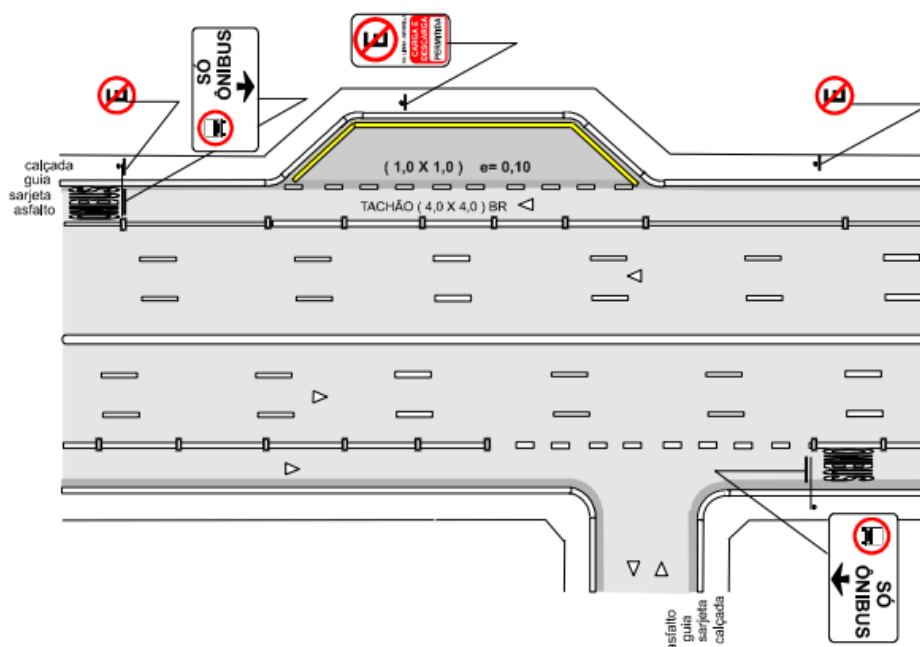 SÓ
ÔNIBUS
E
E
CARGA E
DESCARGA
PERMITIDA
E
calçada
guia
sarjeta
asfalto
( 1,0 X 1,0 ) e= 0,10
TACHÃO ( 4,0 X 4,0 ) BR
asfalto
guia
sarjeta
calçada
SÓ
ÔNIBUS